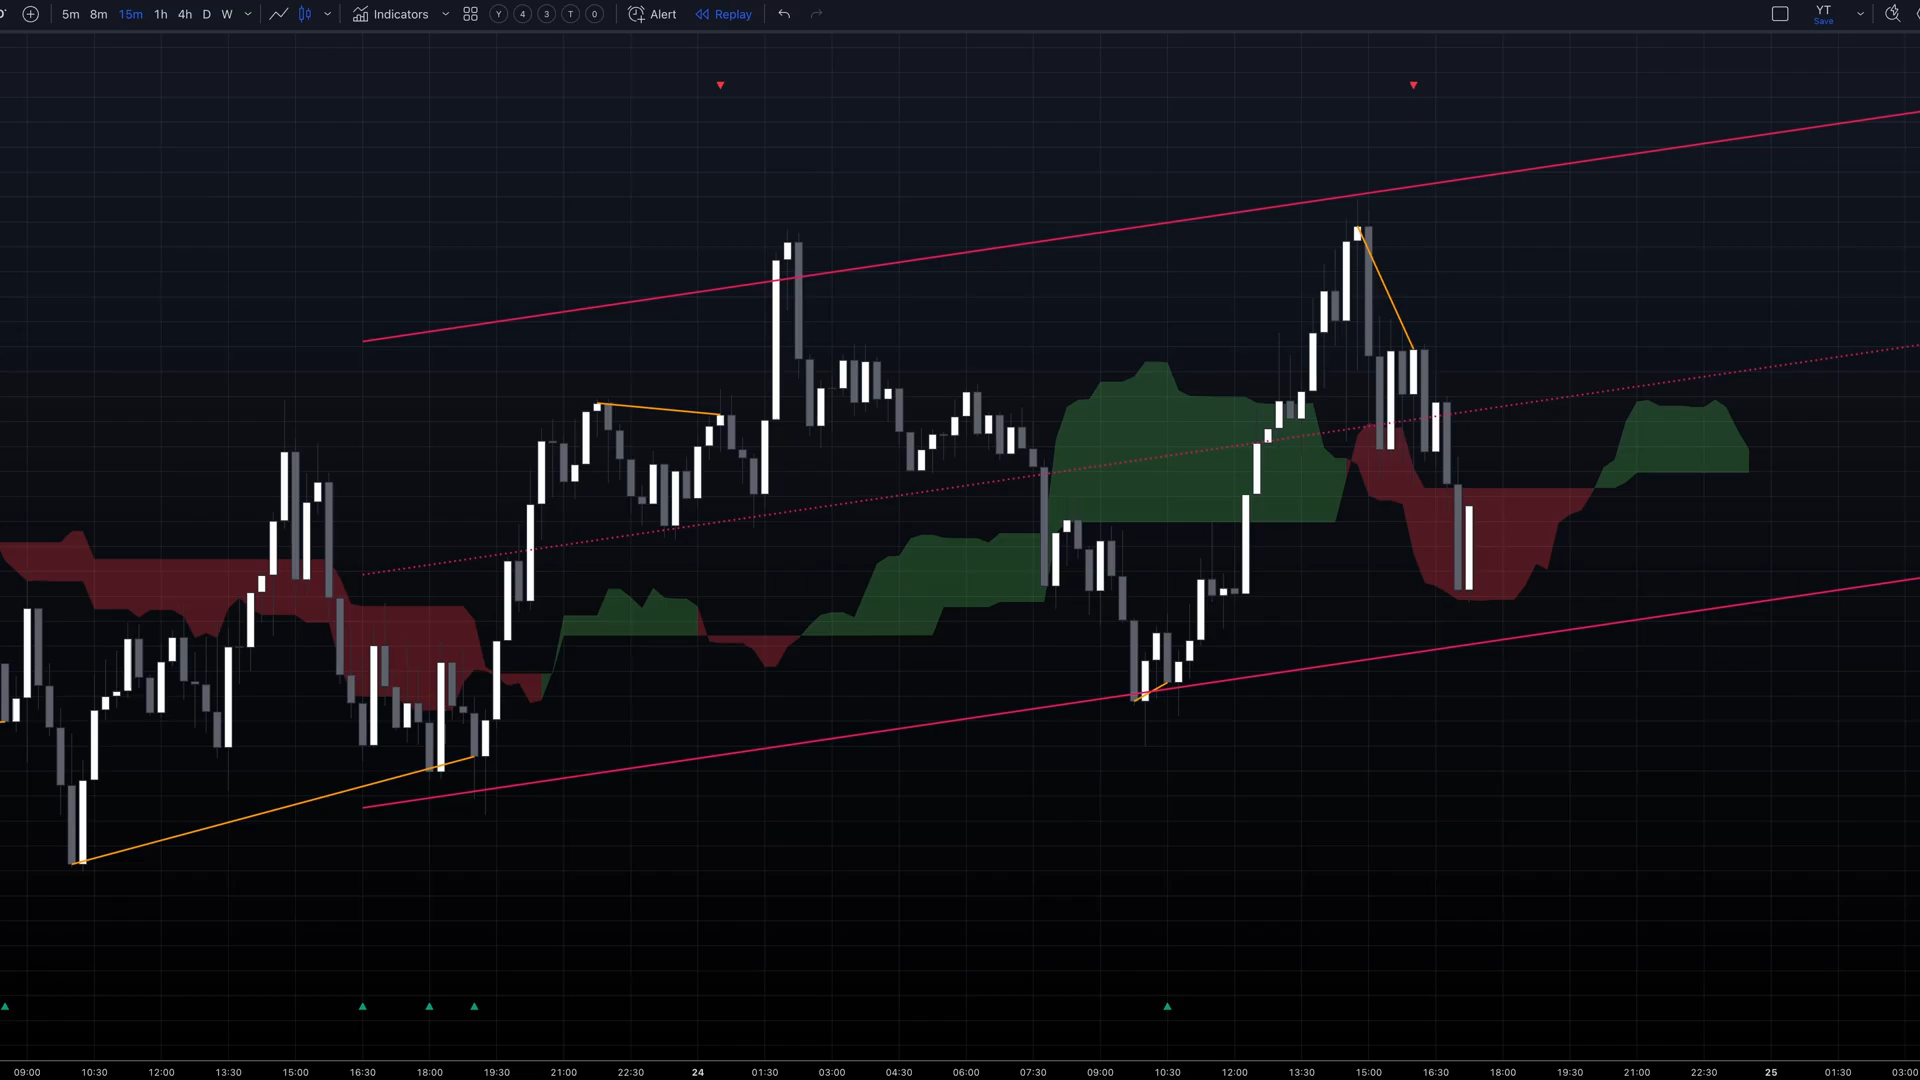 5m 8m 15m 1h 4h D W Indicators Y 4 3 T 0 Alert Replay YT
Save
09:00 10:30 12:00 13:30 15:00 16:30 18:00 19:30 21:00 22:30 24 01:30 03:00 04:30 06:00 07:30 09:00 10:30 12:00 13:30 15:00 16:30 18:00 19:30 21:00 22:30 25 01:30 03:00